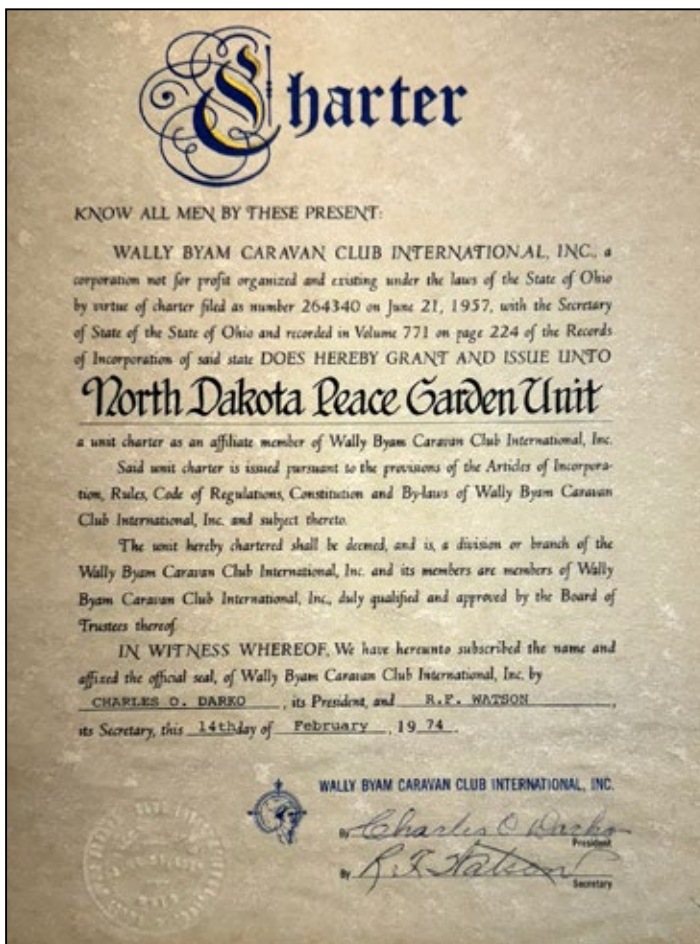 Charter
KNOW ALL MEN BY THESE PRESENT:
WALLY BYAM CARAVAN CLUB INTERNATIONAL, INC., a
corporation not for profit organized and existing under the laws of the State of Ohio
by virtue of charter filed as number 264340 on June 21, 1957, with the Secretary
of State of the State of Ohio and recorded in Volume 771 on page 224 of the Records
of Incorporation of said state DOES HEREBY GRANT AND ISSUE UNTO
North Dakota Peace Garden Unit
a unit charter as an affiliate member of Wally Byam Caravan Club International, Inc.
Said unit charter is issued pursuant to the provisions of the Articles of Incorpora-
tion, Rules, Code of Regulations, Constitution and By-laws of Wally Byam Caravan
Club International, Inc. and subject thereto.
The unit hereby chartered shall be deemed, and is, a division or branch of the
Wally Byam Caravan Club International, Inc. and its members are members of Wally
Byam Caravan Club International, Inc., duly qualified and approved by the Board of
Trustees thereof.
IN WITNESS WHEREOF, We have hereunto subscribed the name and
affixed the official seal, of Wally Byam Caravan Club International, Inc. by
CHARLES O. DARKO, its President, and R.F. WATSON,
its Secretary, this 14th day of February, 19 74.
WALLY BYAM CARAVAN CLUB INTERNATIONAL, INC.
By Charles O Darko
President
By R.F. Watson
Secretary